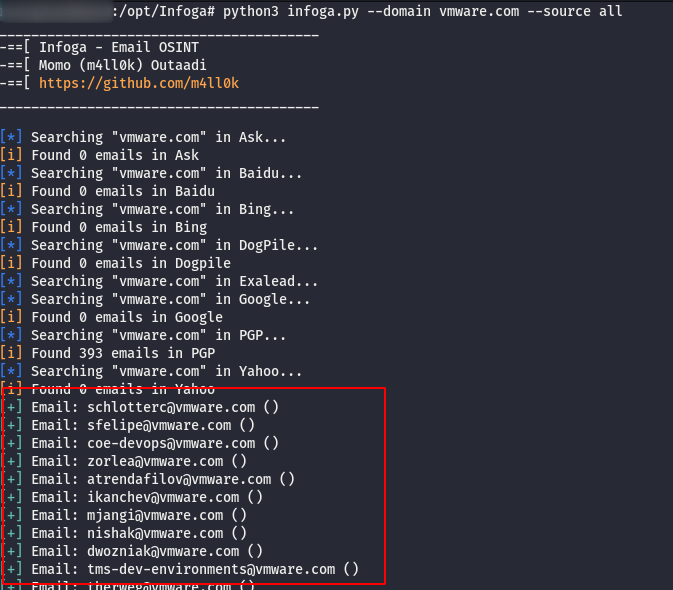 :/opt/Infoga# python3 infoga.py --domain vmware.com --source all
-==[ Infoga - Email OSINT
-==[ Momo (m4ll0k) Outaadi
-==[ https://github.com/m4ll0k
[*] Searching "vmware.com" in Ask...
[i] Found 0 emails in Ask
[*] Searching "vmware.com" in Baidu...
[i] Found 0 emails in Baidu
[*] Searching "vmware.com" in Bing...
[i] Found 0 emails in Bing
[*] Searching "vmware.com" in DogPile...
[i] Found 0 emails in Dogpile
[*] Searching "vmware.com" in Exalead...
[*] Searching "vmware.com" in Google...
[i] Found 0 emails in Google
[*] Searching "vmware.com" in PGP...
[i] Found 393 emails in PGP
[*] Searching "vmware.com" in Yahoo...
[i] Found 0 emails in Yahoo
[+] Email: schlotterc@vmware.com ()
[+] Email: sfelipe@vmware.com ()
[+] Email: coe-devops@vmware.com ()
[+] Email: zorlea@vmware.com ()
[+] Email: atrendafilov@vmware.com ()
[+] Email: ikanchev@vmware.com ()
[+] Email: mjangi@vmware.com ()
[+] Email: nishak@vmware.com ()
[+] Email: dwozniak@vmware.com ()
[+] Email: tms-dev-environments@vmware.com ()
[+] Email: